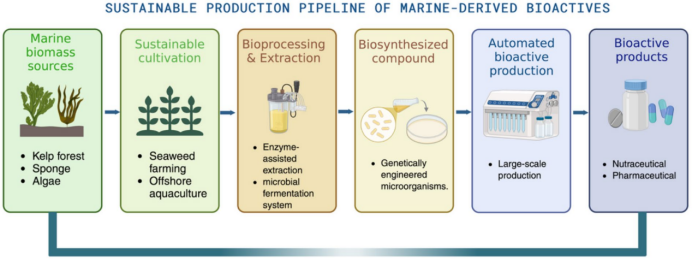 SUSTAINABLE PRODUCTION PIPELINE OF MARINE-DERIVED BIOACTIVES
Marine
biomass
sources
• Kelp forest
• Sponge
• Algae
Sustainable
cultivation
• Seaweed
farming
• Offshore
aquaculture
Bioprocessing
& Extraction
• Enzyme-
assisted
extraction
• microbial
fermentation
system
Biosynthesized
compound
• Genetically
engineered
microorganisms.
Automated
bioactive
production
• Large-scale
production
Bioactive
products
• Nutraceutical
• Pharmaceutical